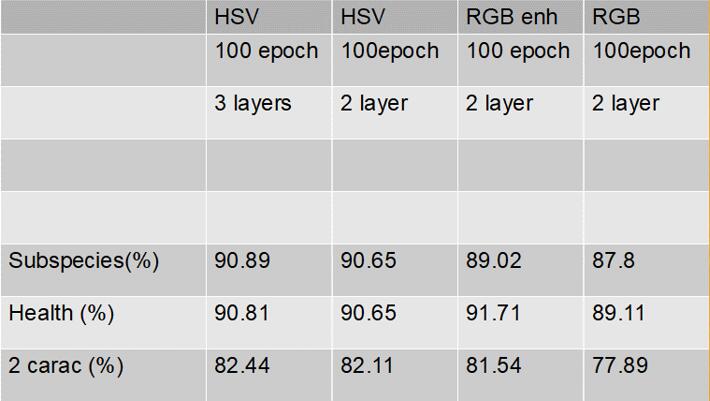 HSV HSV RGB enh RGB
100 epoch 100epoch 100 epoch 100epoch
3 layers 2 layer 2 layer 2 layer
Subspecies(%) 90.89 90.65 89.02 87.8
Health (%) 90.81 90.65 91.71 89.11
2 carac (%) 82.44 82.11 81.54 77.89